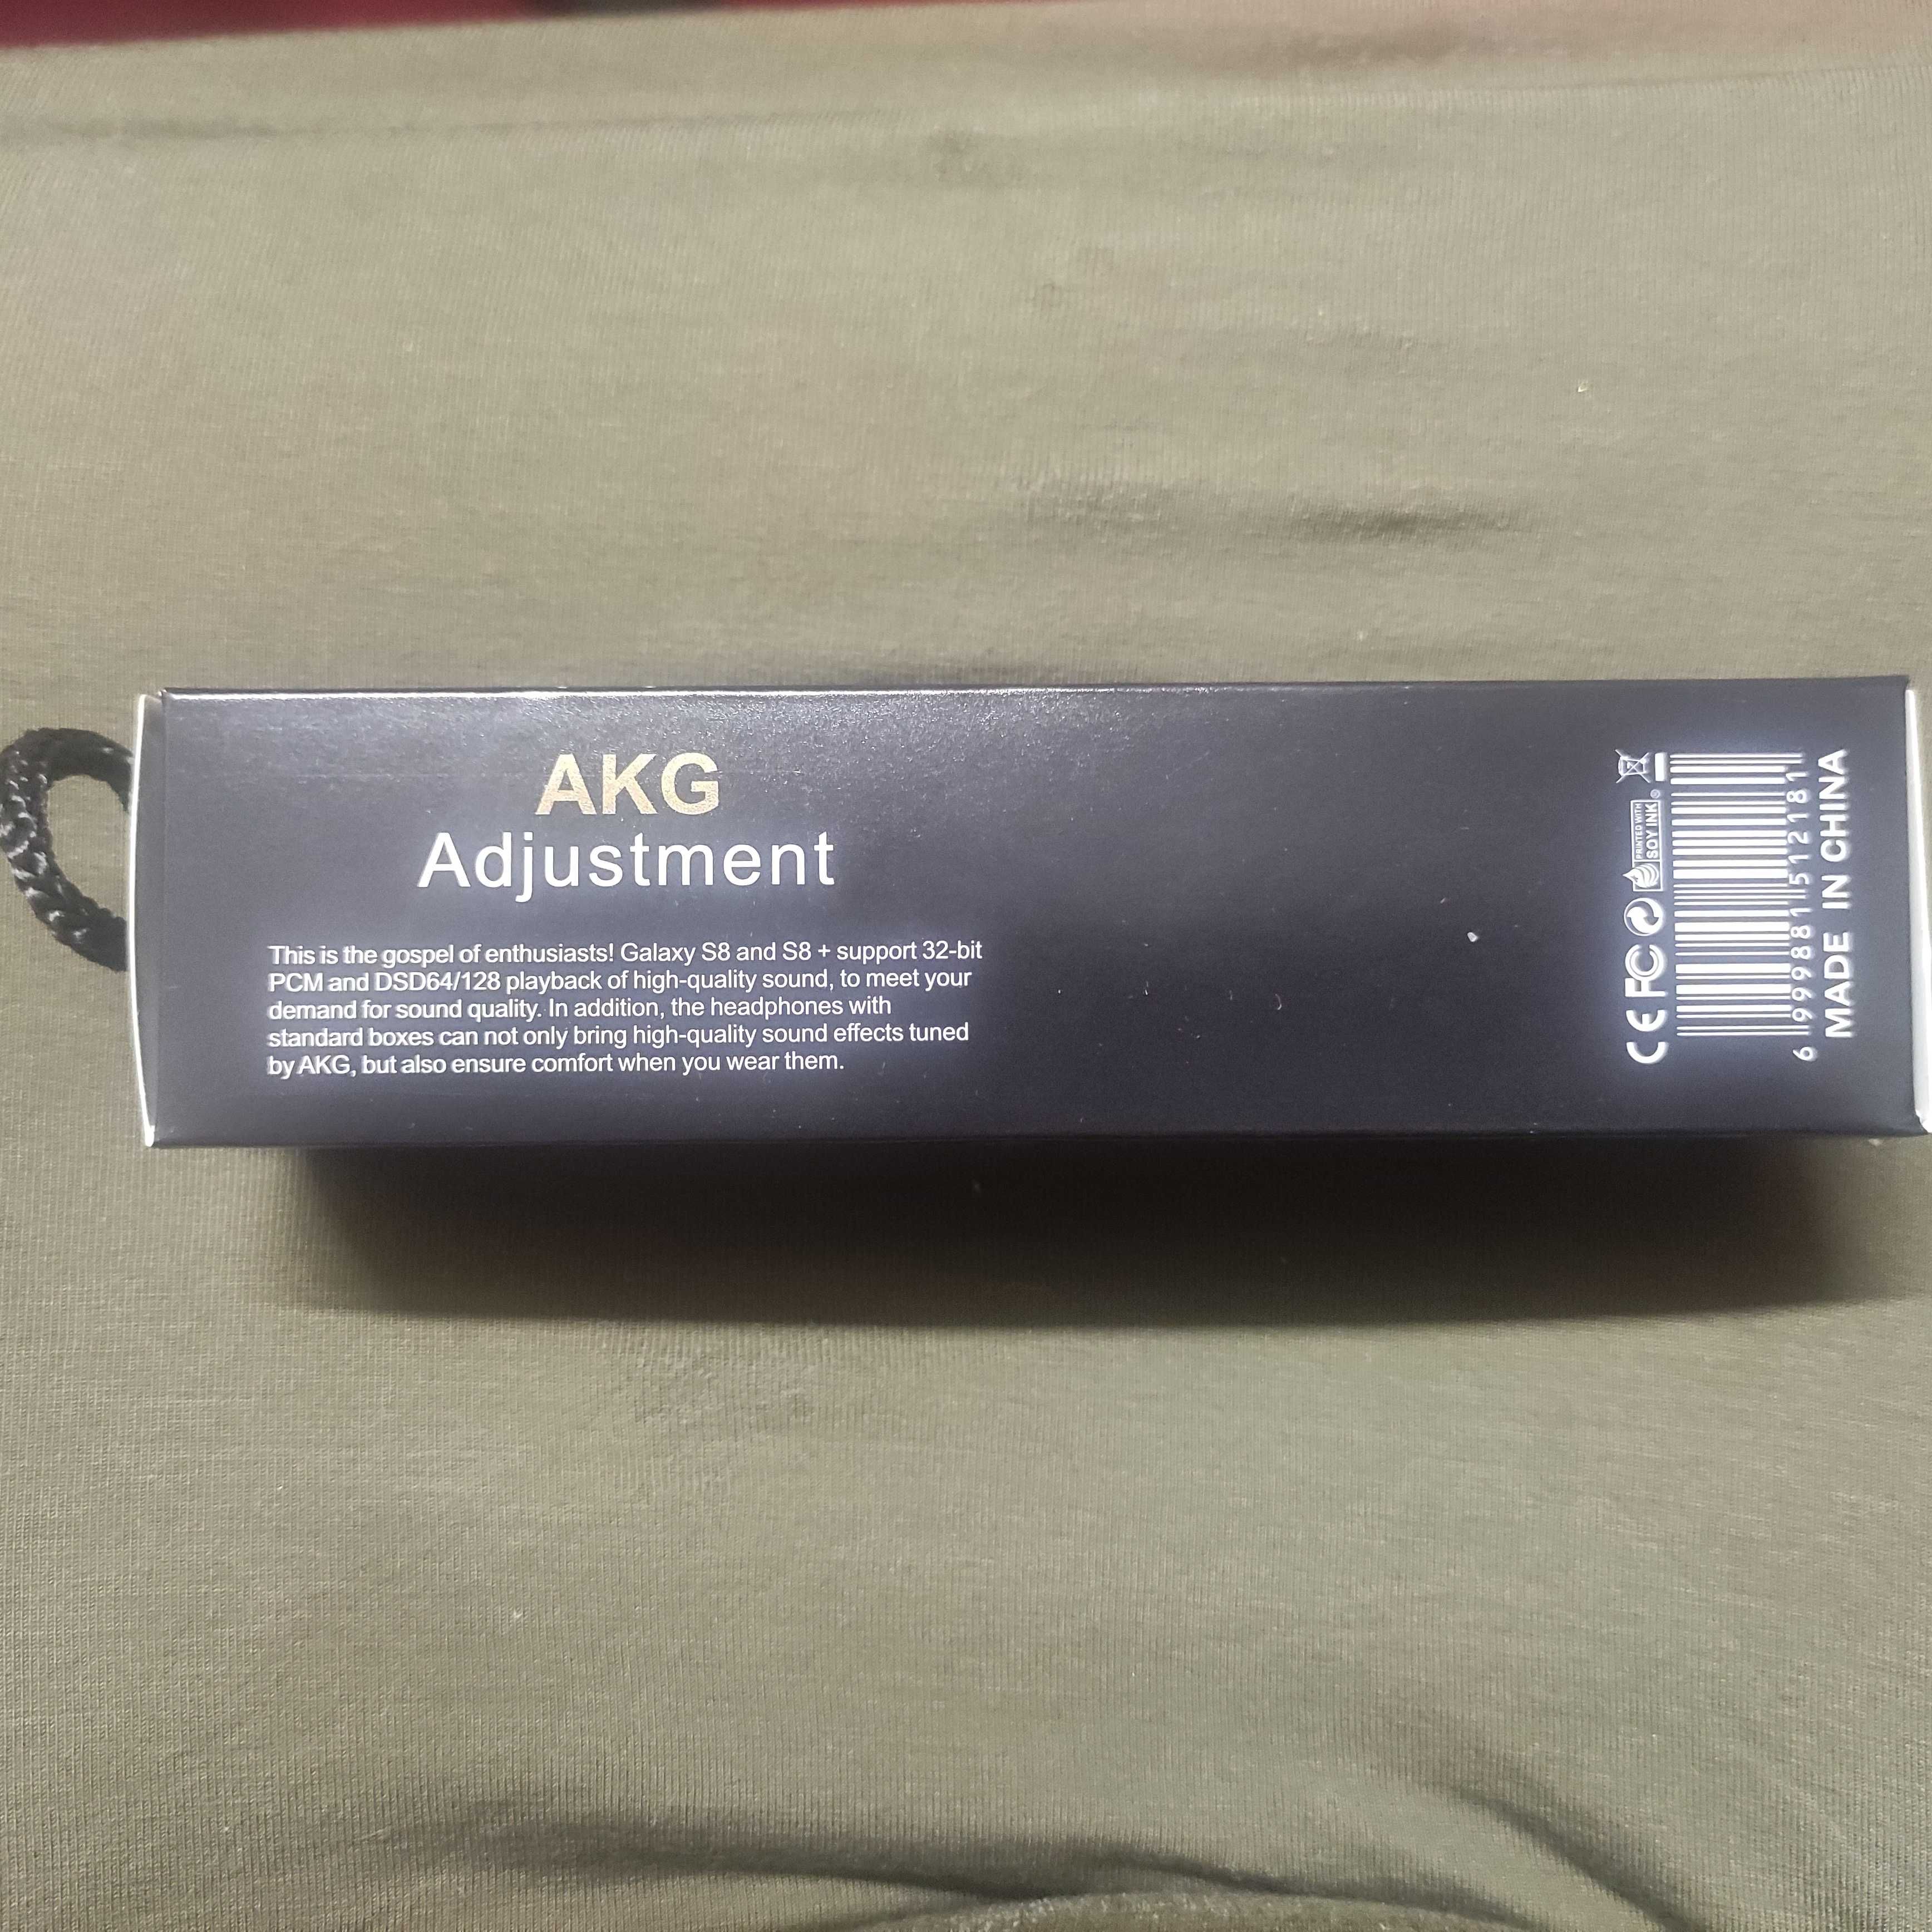 AKG
Adjustment
This is the gospel of enthusiasts! Galaxy S8 and S8 + support 32-bit
PCM and DSD64/128 playback of high-quality sound, to meet your
demand for sound quality. In addition, the headphones with
standard boxes can not only bring high-quality sound effects tuned
by AKG, but also ensure comfort when you wear them.
CE FC
PRINTED WITH
SOY INK
6 999881 512181
MADE IN CHINA